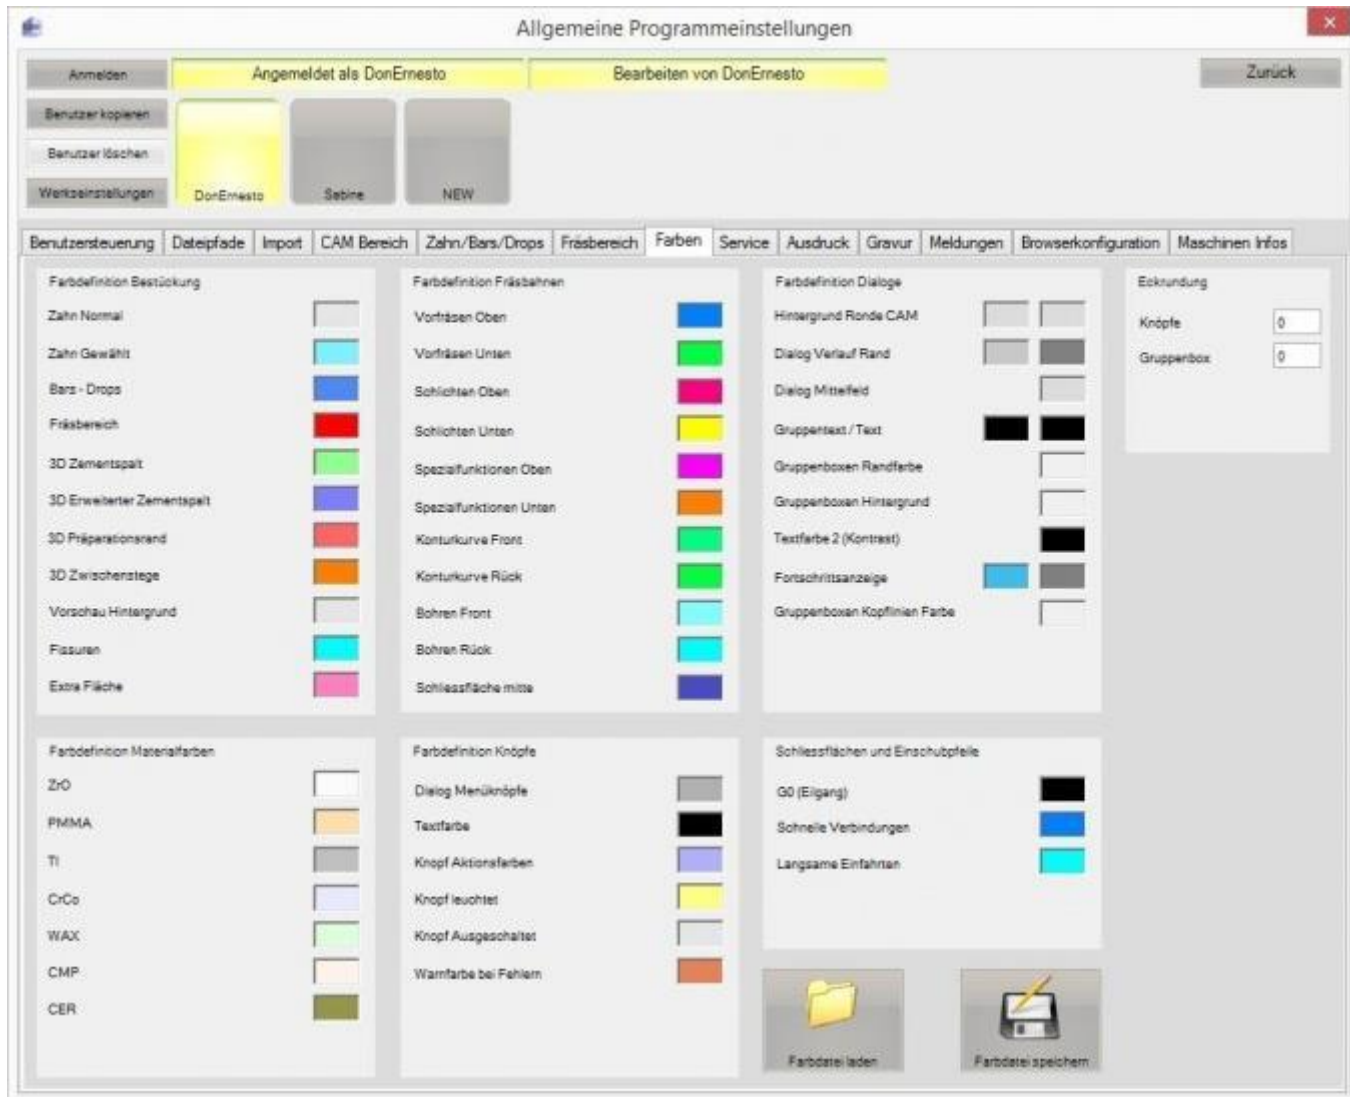 Allgemeine Programmeinstellungen
Anmelden
Angemeldet als DonErnesto
Bearbeiten von DonErnesto
Zurück
Benutzer kopieren
Benutzer löschen
Werkseinstellungen
DonErnesto
Sabine
NEW
Benutzersteuerung
Dateipfade
Import
CAM Bereich
Zahn/Bars/Drops
Fräsbereich
Farben
Service
Ausdruck
Gravur
Meldungen
Browserkonfiguration
Maschinen Infos
Farbdefinition Bestückung
Zahn Normal
Zahn Gewählt
Bars - Drops
Fräsbereich
3D Zementspalt
3D Erweiterter Zementspalt
3D Präparationsrand
3D Zwischenstege
Vorschau Hintergrund
Fissuren
Extra Fläche
Farbdefinition Fräsbahnen
Vorfräsen Oben
Vorfräsen Unten
Schlichten Oben
Schlichten Unten
Spezialfunktionen Oben
Spezialfunktionen Unten
Konturkurve Front
Konturkurve Rück
Bohren Front
Bohren Rück
Schliessfläche mitte
Farbdefinition Dialoge
Hintergrund Ronde CAM
Dialog Verlauf Rand
Dialog Mittelfeld
Gruppentext / Text
Gruppenboxen Randfarbe
Gruppenboxen Hintergrund
Textfarbe 2 (Kontrast)
Fortschrittsanzeige
Gruppenboxen Kopflinien Farbe
Eckrundung
Knöpfe 0
Gruppenbox 0
Farbdefinition Materialfarben
ZrO
PMMA
TI
CrCo
WAX
CMP
CER
Farbdefinition Knöpfe
Dialog Menüknöpfe
Textfarbe
Knopf Aktionsfarben
Knopf leuchtet
Knopf Ausgeschaltet
Warnfarbe bei Fehlern
Schliessflächen und Einschubpfeile
G0 (Eilgang)
Schnelle Verbindungen
Langsame Einfahrten
Farbdatei laden
Farbdatei speichern